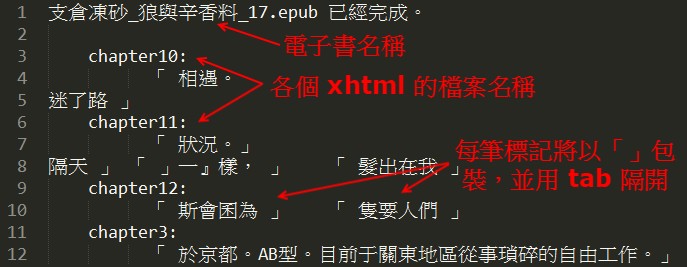 1 支倉凍砂_狼與辛香料_17.epub 已經完成。
電子書名稱
2
3 chapter10:
4 「 相遇。
各個 xhtml 的檔案名稱
5 迷了路 」
6 chapter11:
7 「 狀況。」
8 隔天 」 「 」一』樣, 」 「 髮出在我 」
每筆標記將以「」包裝,並用 tab 隔開
9 chapter12:
10 「 斯會困為 」 「 隻要人們 」
11 chapter3:
12 「 於京都。AB型。目前于關東地區從事瑣碎的自由工作。」